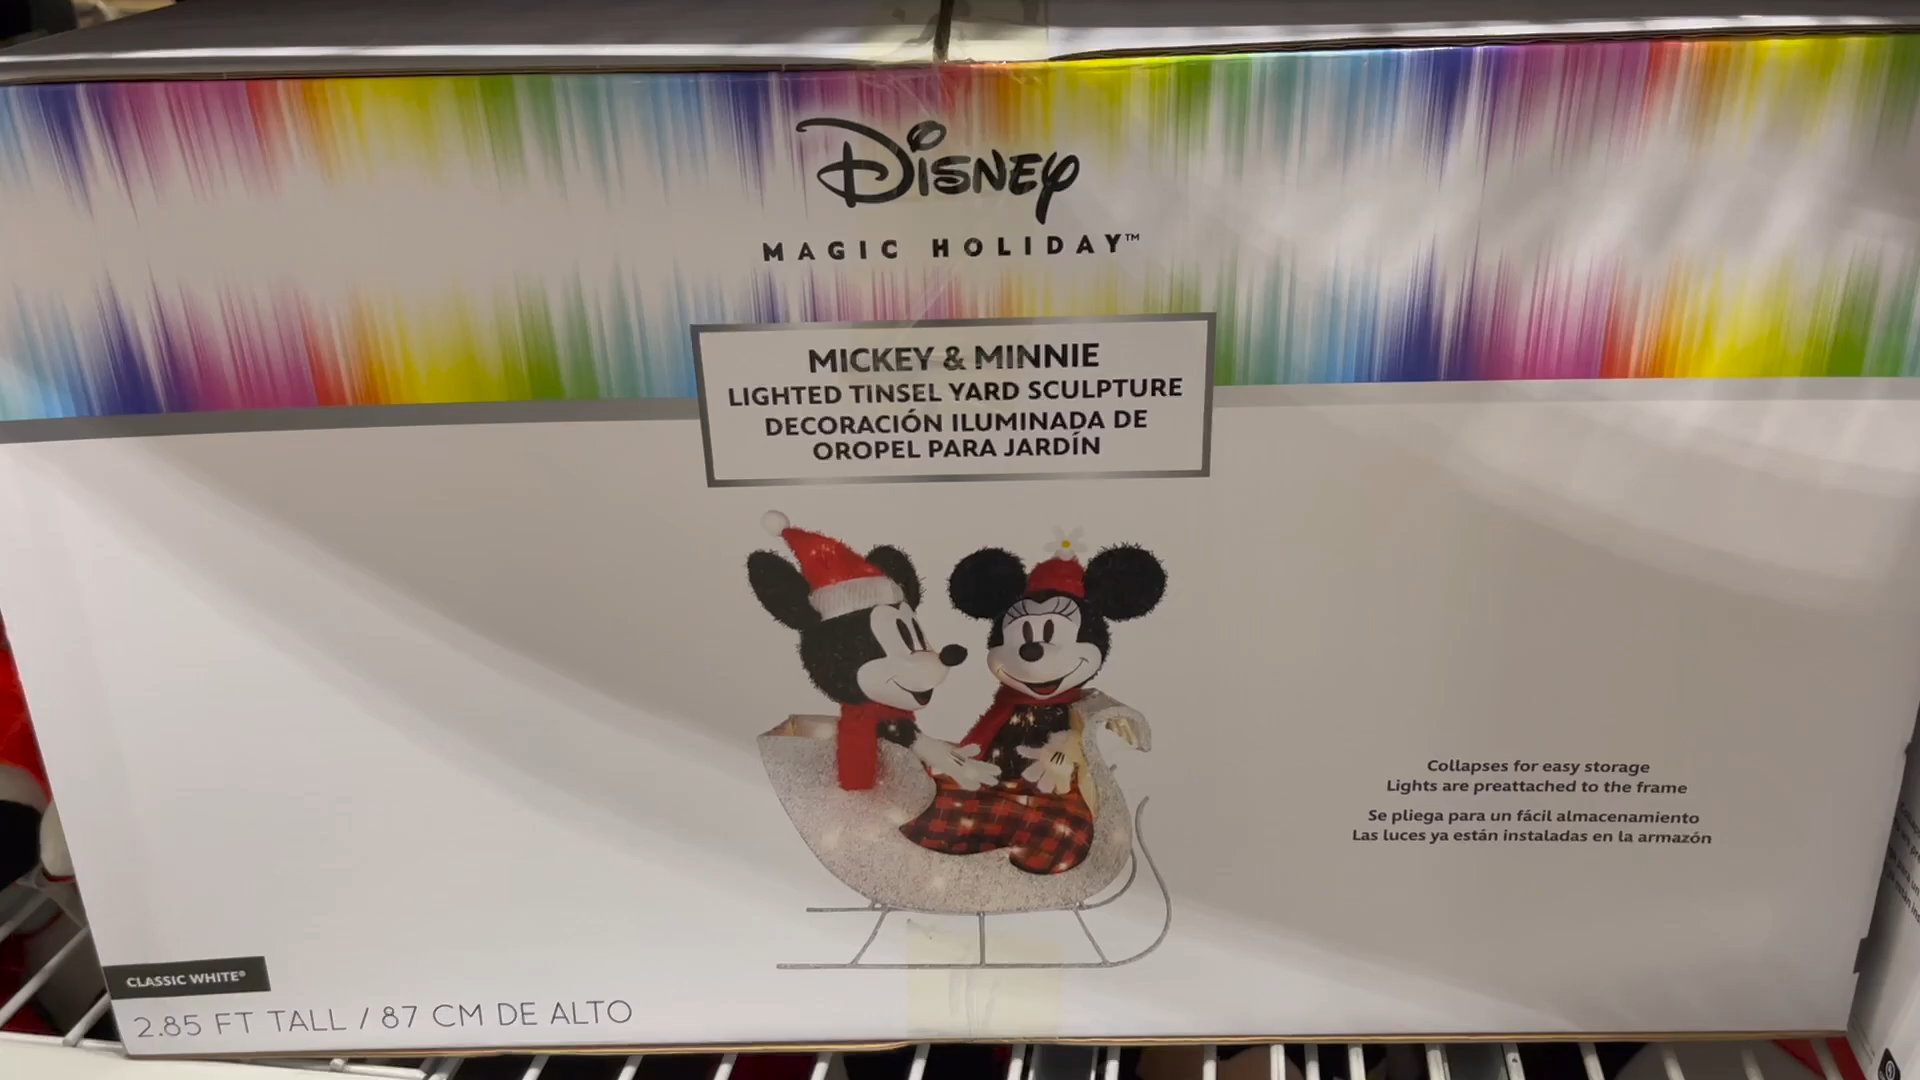 Disney
MAGIC HOLIDAY™
MICKEY & MINNIE
LIGHTED TINSEL YARD SCULPTURE
DECORACIÓN ILUMINADA DE
OROPEL PARA JARDÍN
Collapses for easy storage
Lights are preattached to the frame
Se pliega para un fácil almacenamiento
Las luces ya están instaladas en la armazón
CLASSIC WHITE®
2.85 FT TALL / 87 CM DE ALTO